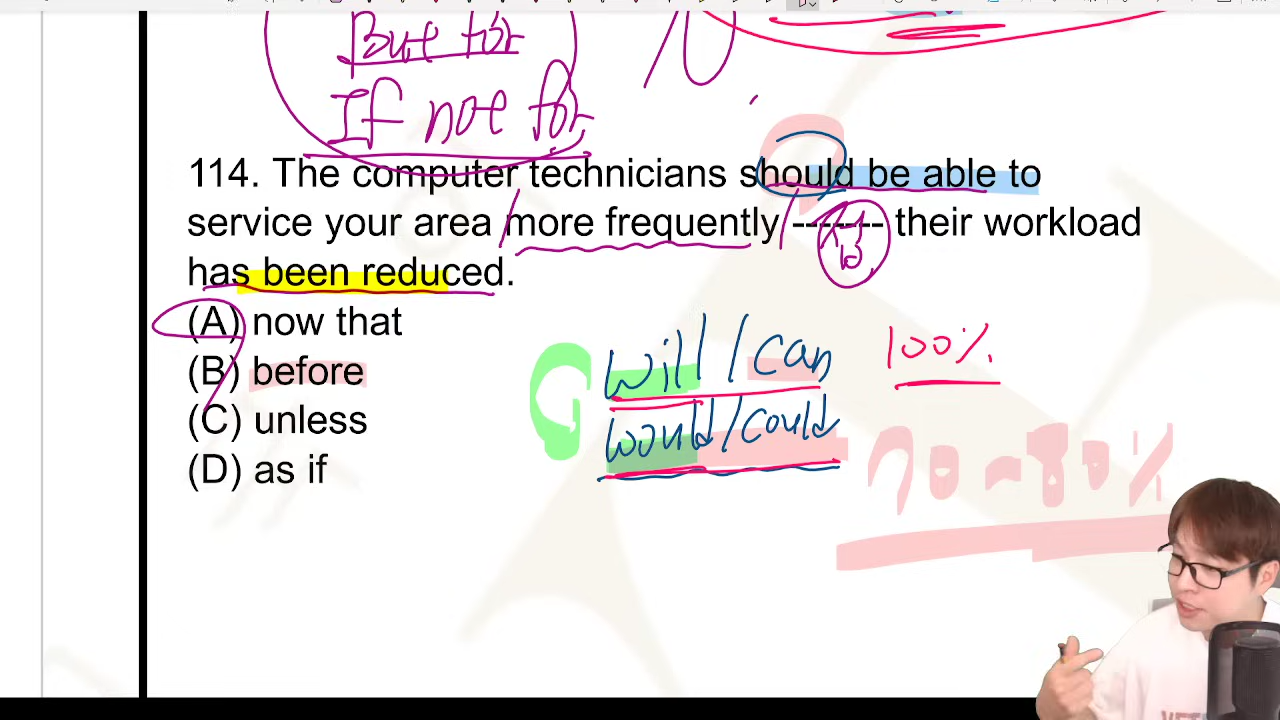 But for
If not for
114. The computer technicians should be able to
service your area more frequently ------- their workload
has been reduced.
(A) now that
(B) before
(C) unless
(D) as if
will / can 100%
would / could 70~80%